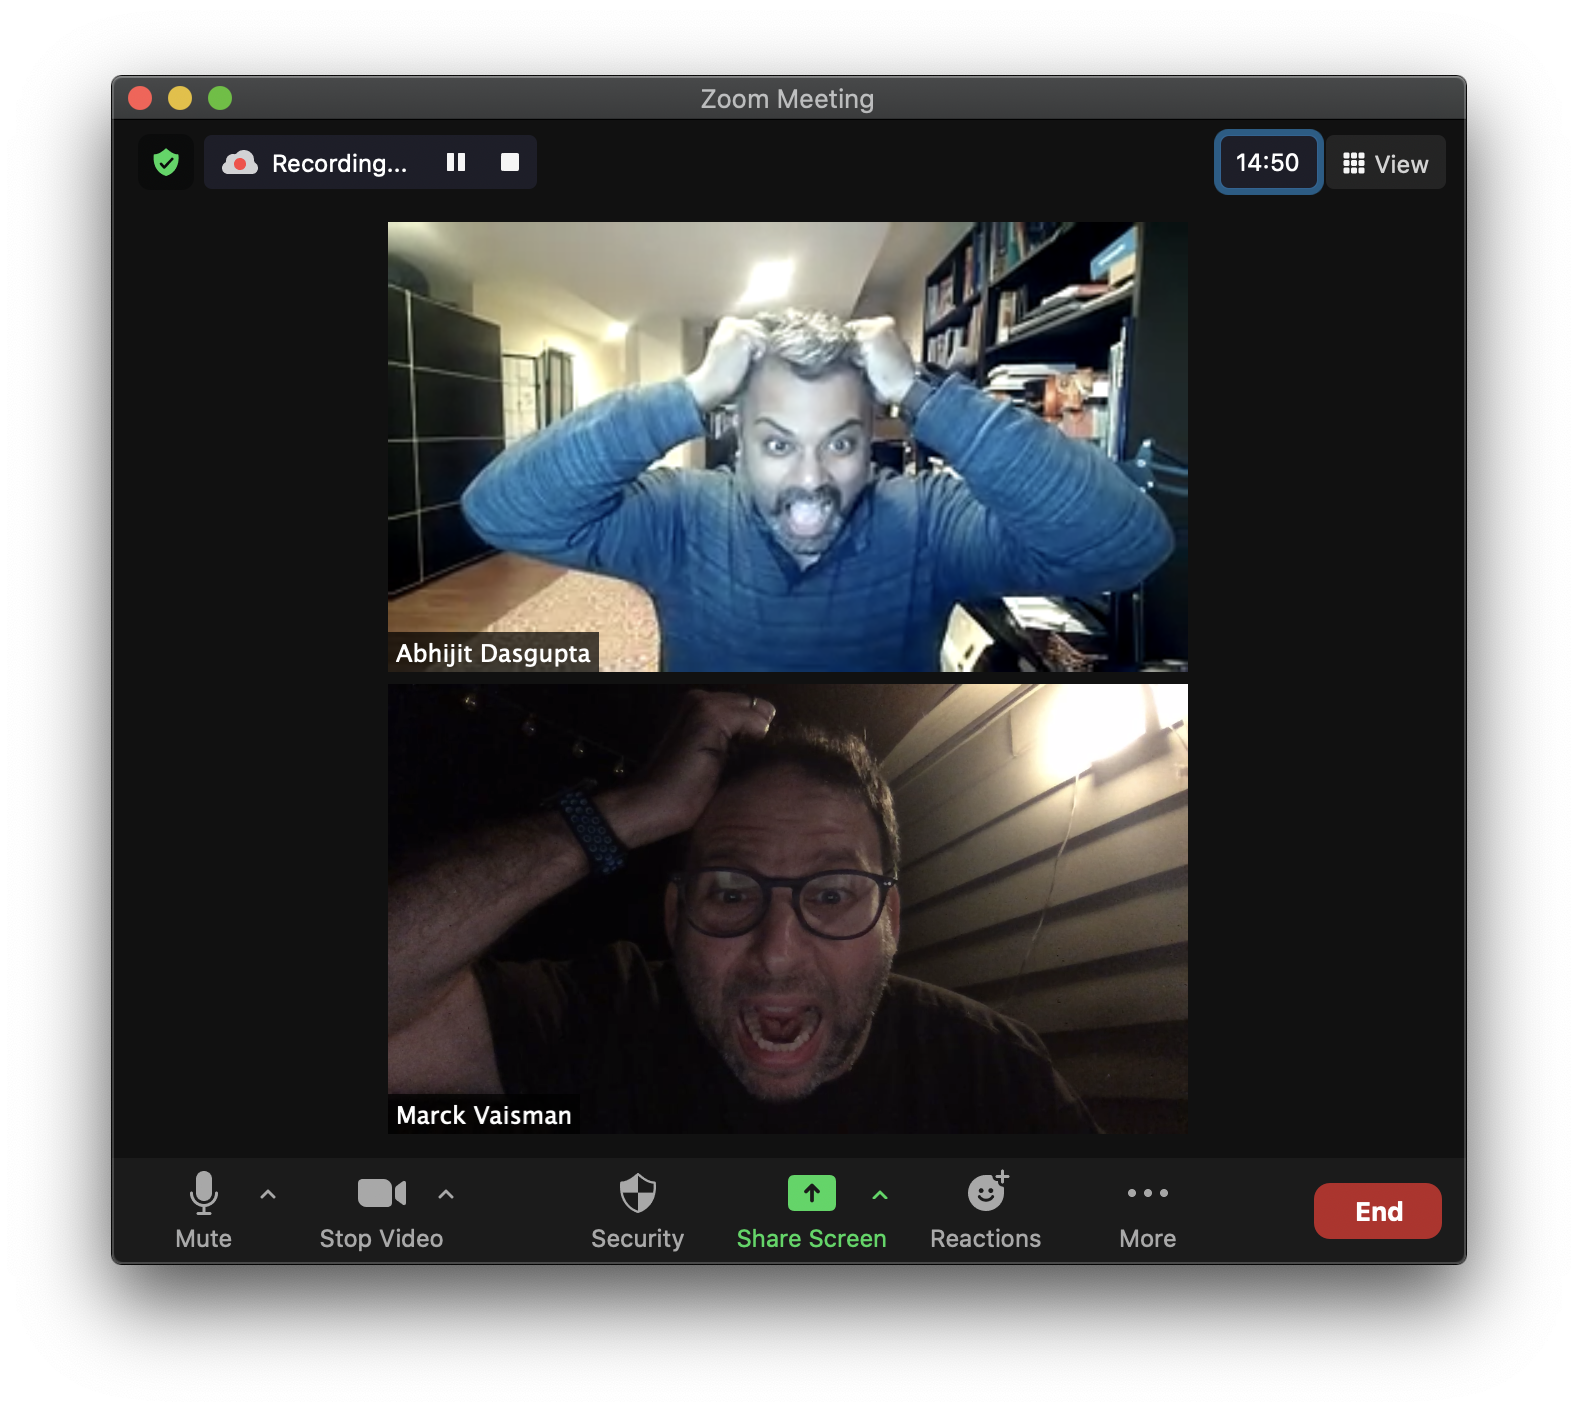 Zoom Meeting
Recording...
14:50
View
Abhijit Dasgupta
Marck Vaisman
Mute
Stop Video
Security
Share Screen
Reactions
More
End